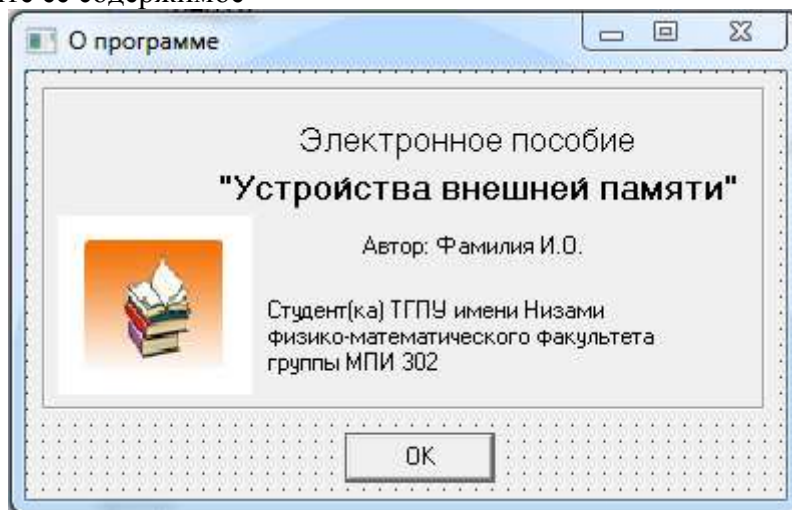 те ее содержимое
О программе
Электронное пособие
"Устройства внешней памяти"
Автор: Фамилия И.О.
Студент(ка) ТГПУ имени Низами
физико-математического факультета
группы МПИ 302
OK